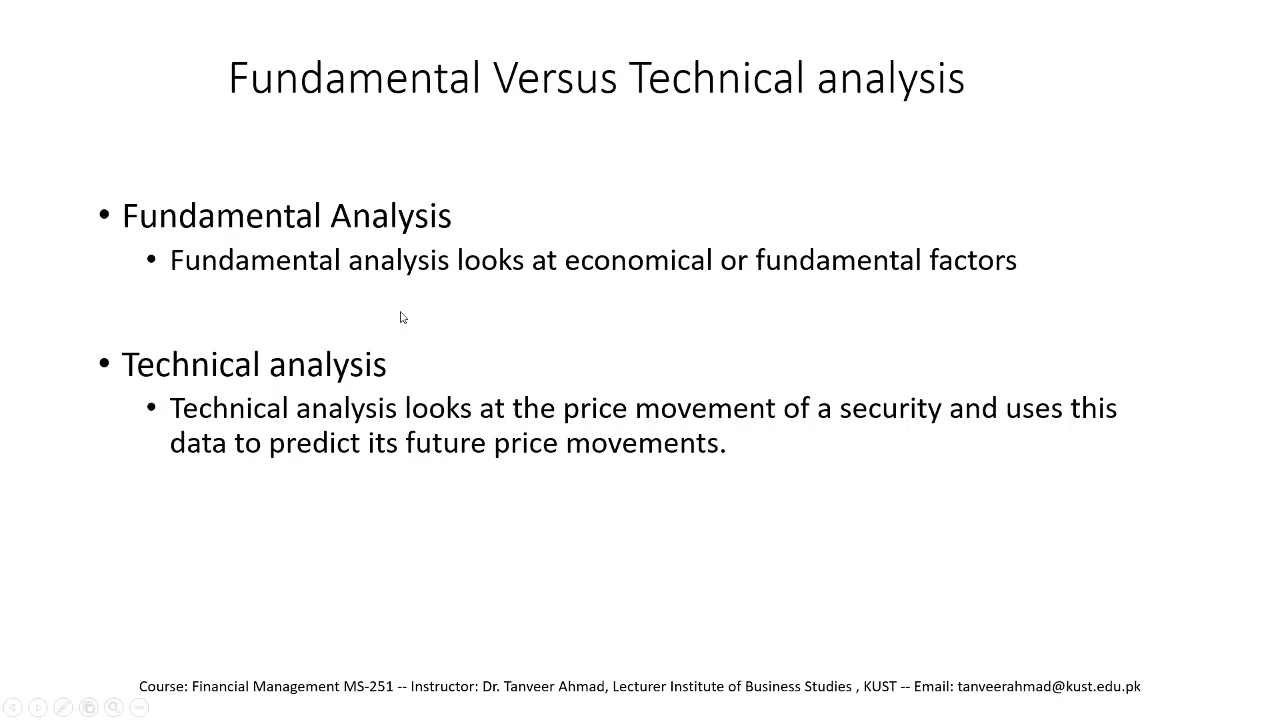 Fundamental Versus Technical analysis
• Fundamental Analysis
• Fundamental analysis looks at economical or fundamental factors
• Technical analysis
• Technical analysis looks at the price movement of a security and uses this
data to predict its future price movements.
Course: Financial Management MS-251 -- Instructor: Dr. Tanveer Ahmad, Lecturer Institute of Business Studies , KUST -- Email: tanveerahmad@kust.edu.pk